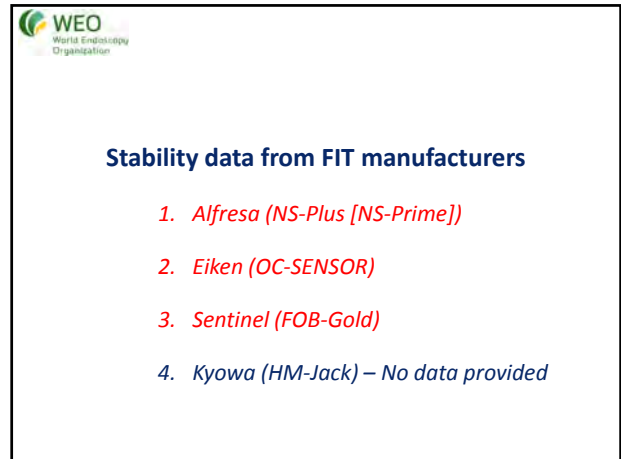 WEO
World Endoscopy
Organization
Stability data from FIT manufacturers
1. Alfresa (NS-Plus [NS-Prime])
2. Eiken (OC-SENSOR)
3. Sentinel (FOB-Gold)
4. Kyowa (HM-Jack) – No data provided